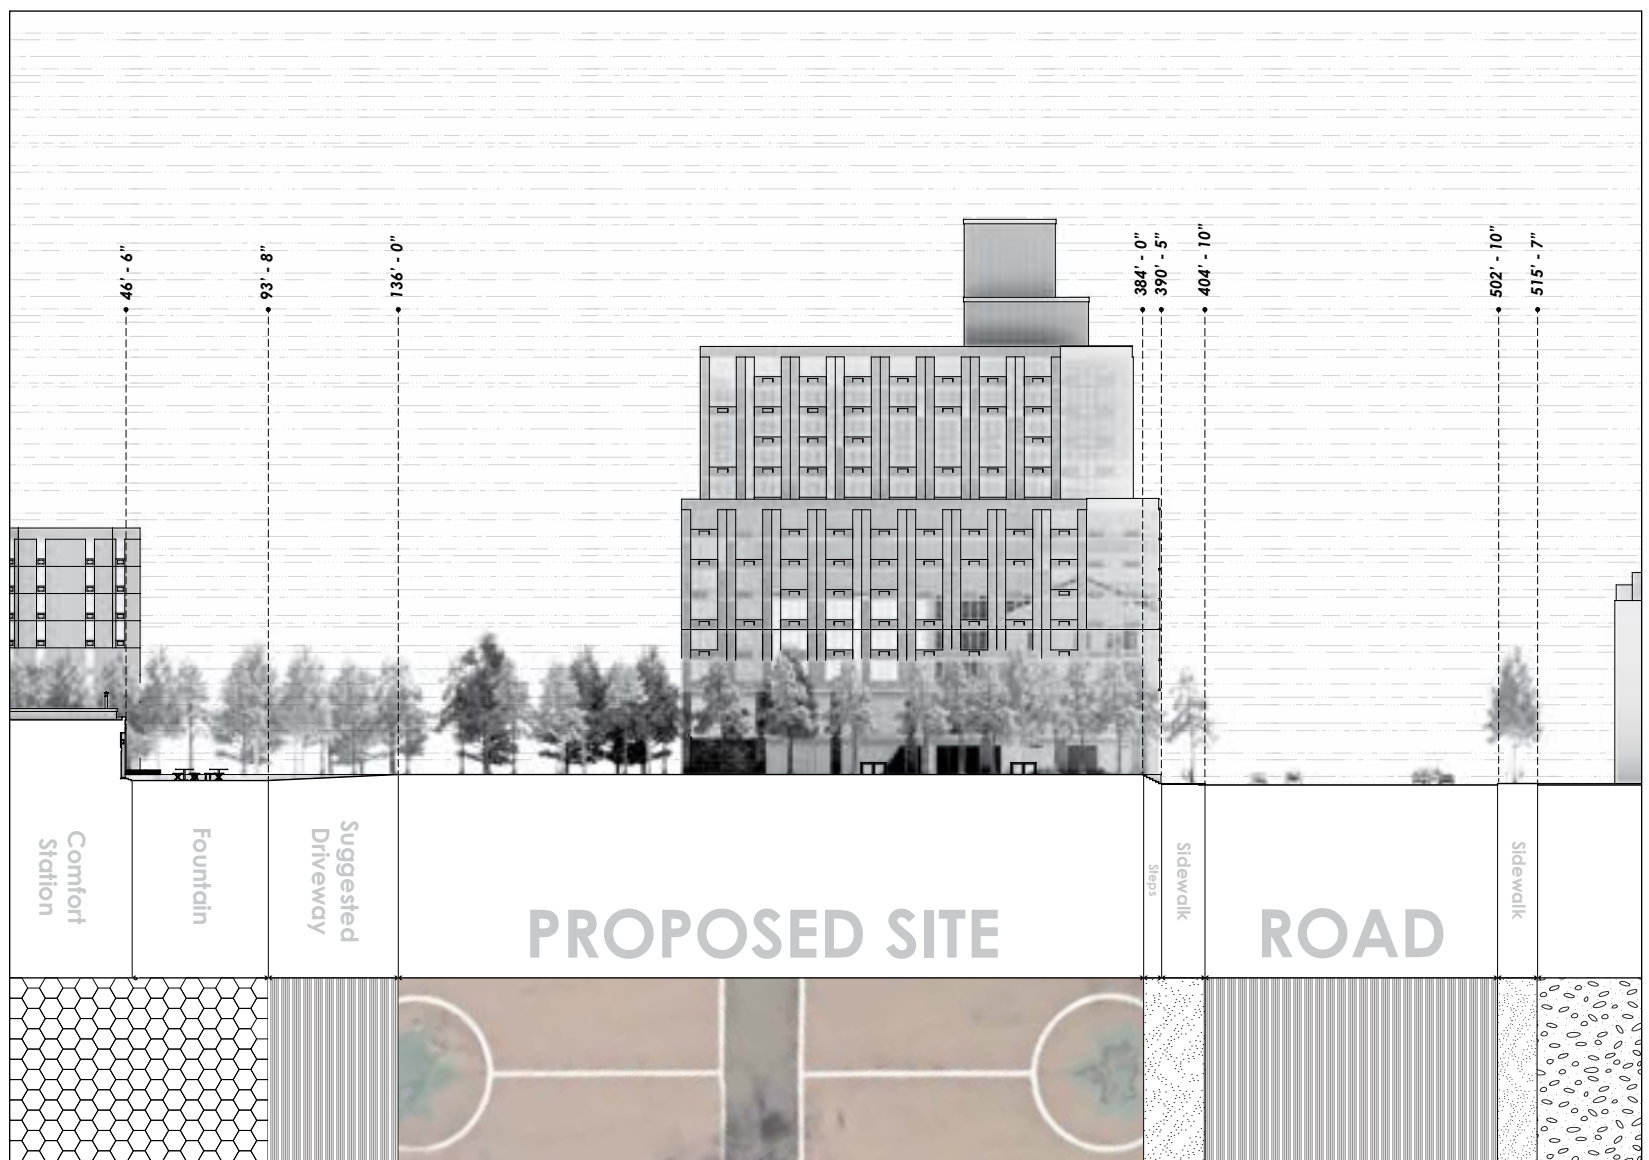 46' - 6"
93' - 8"
136' - 0"
384' - 0"
390' - 5"
404' - 10"
502' - 10"
515' - 7"
Comfort
Station
Fountain
Suggested
Driveway
PROPOSED SITE
Steps
Sidewalk
ROAD
Sidewalk